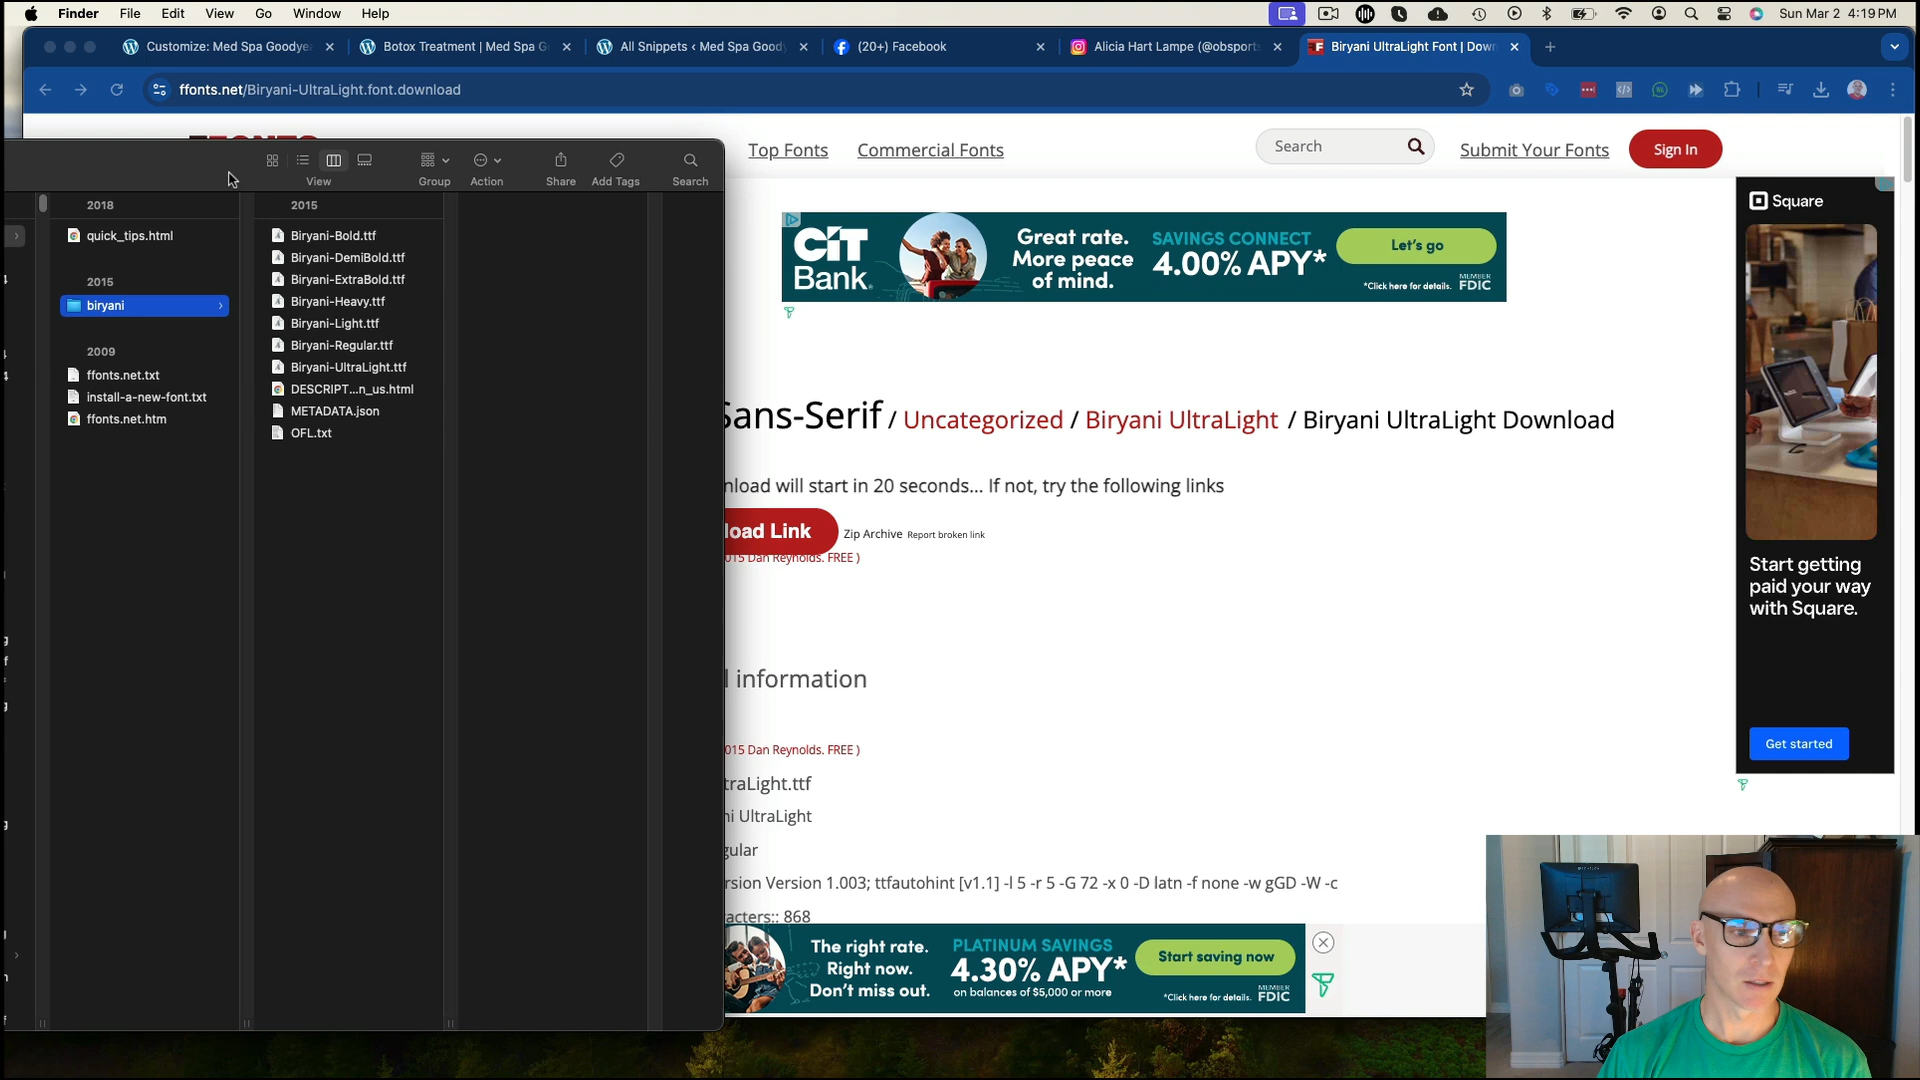 Finder File Edit View Go Window Help Sun Mar 2 4:19 PM
Customize: Med Spa Goodye Botox Treatment | Med Spa G All Snippets ‹ Med Spa Goody (20+) Facebook Alicia Hart Lampe (@obsports Biryani UltraLight Font | Dow
ffonts.net/Biryani-UltraLight.font.download
Top Fonts Commercial Fonts Search Submit Your Fonts Sign In
View Group Action Share Add Tags Search
2018
quick_tips.html
2015
biryani
2009
ffonts.net.txt
install-a-new-font.txt
ffonts.net.htm
2015
Biryani-Bold.ttf
Biryani-DemiBold.ttf
Biryani-ExtraBold.ttf
Biryani-Heavy.ttf
Biryani-Light.ttf
Biryani-Regular.ttf
Biryani-UltraLight.ttf
DESCRIPT...n_us.html
METADATA.json
OFL.txt
CIT Bank
Great rate.
More peace
of mind.
SAVINGS CONNECT
4.00% APY*
Let's go
*Click here for details.
MEMBER
FDIC
Sans-Serif / Uncategorized / Biryani UltraLight / Biryani UltraLight Download
nload will start in 20 seconds... If not, try the following links
load Link Zip Archive Report broken link
015 Dan Reynolds. FREE )
l information
015 Dan Reynolds. FREE )
traLight.ttf
ni UltraLight
gular
rsion Version 1.003; ttfautohint [v1.1] -l 5 -r 5 -G 72 -x 0 -D latn -f none -w gGD -W -c
racters:: 868
The right rate.
Right now.
Don't miss out.
PLATINUM SAVINGS
4.30% APY*
on balances of $5,000 or more
Start saving now
*Click here for details.
MEMBER
FDIC
Square
Start getting
paid your way
with Square.
Get started